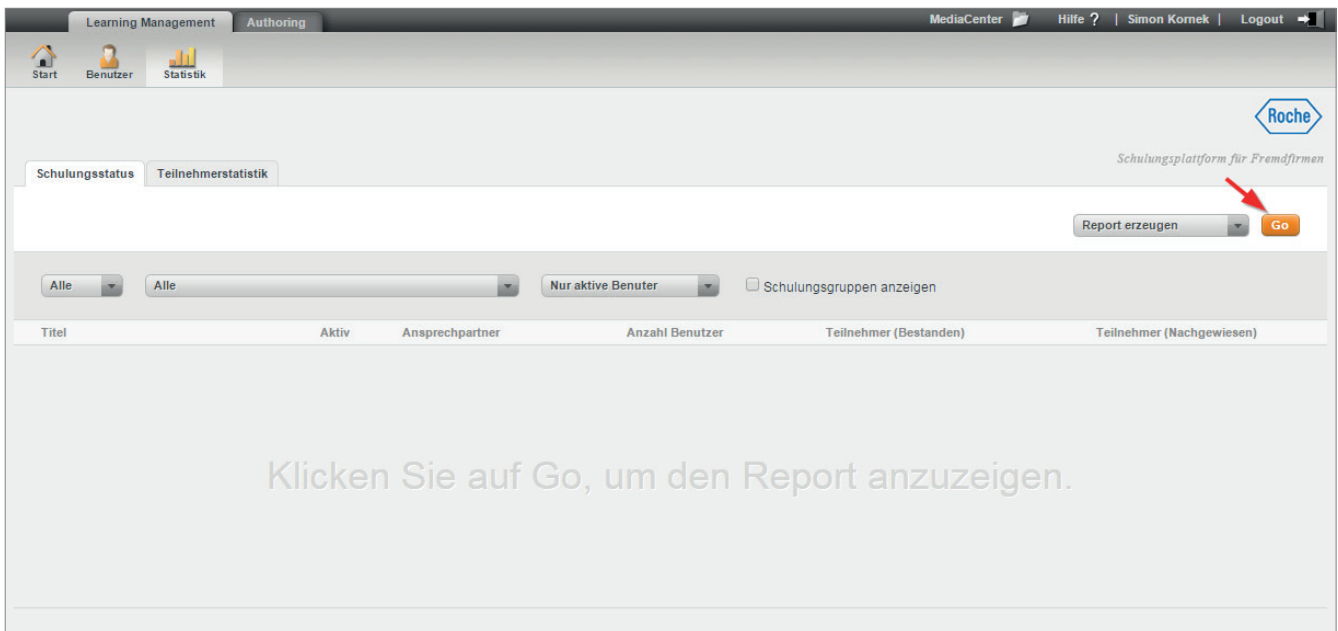 Learning Management Authoring MediaCenter Hilfe ? | Simon Kornek | Logout
Start Benutzer Statistik
Roche
Schulungsplattform für Fremdfirmen
Schulungsstatus Teilnehmerstatistik
Report erzeugen Go
Alle Alle Nur aktive Benuter Schulungsgruppen anzeigen
Titel Aktiv Ansprechpartner Anzahl Benutzer Teilnehmer (Bestanden) Teilnehmer (Nachgewiesen)
Klicken Sie auf Go, um den Report anzuzeigen.